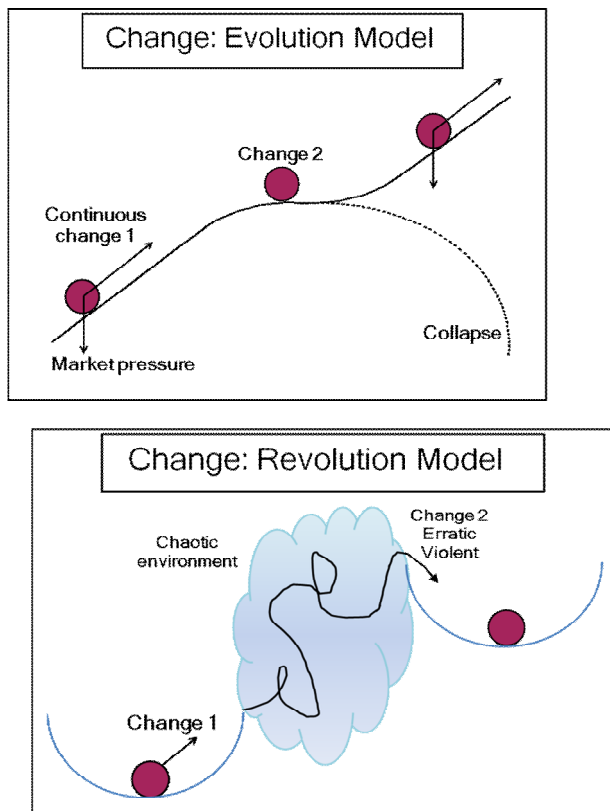 Change: Evolution Model
Change 2
Continuous
change 1
Collapse
Market pressure
Change: Revolution Model
Change 2
Erratic
Violent
Chaotic
environment
Change 1